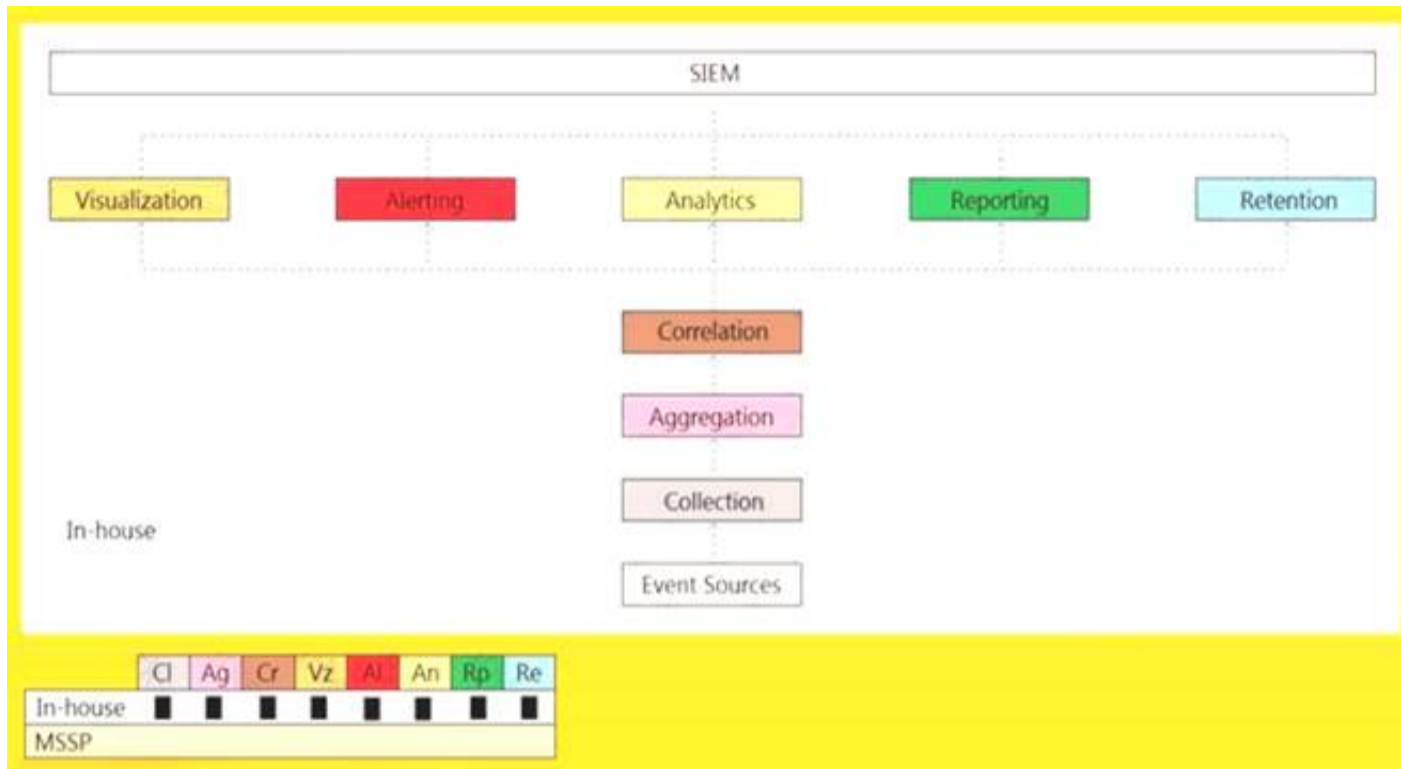 SIEM
Visualization Alerting Analytics Reporting Retention
Correlation
Aggregation
Collection
In-house
Event Sources
Cl Ag Cr Vz Al An Rp Re
In-house
MSSP